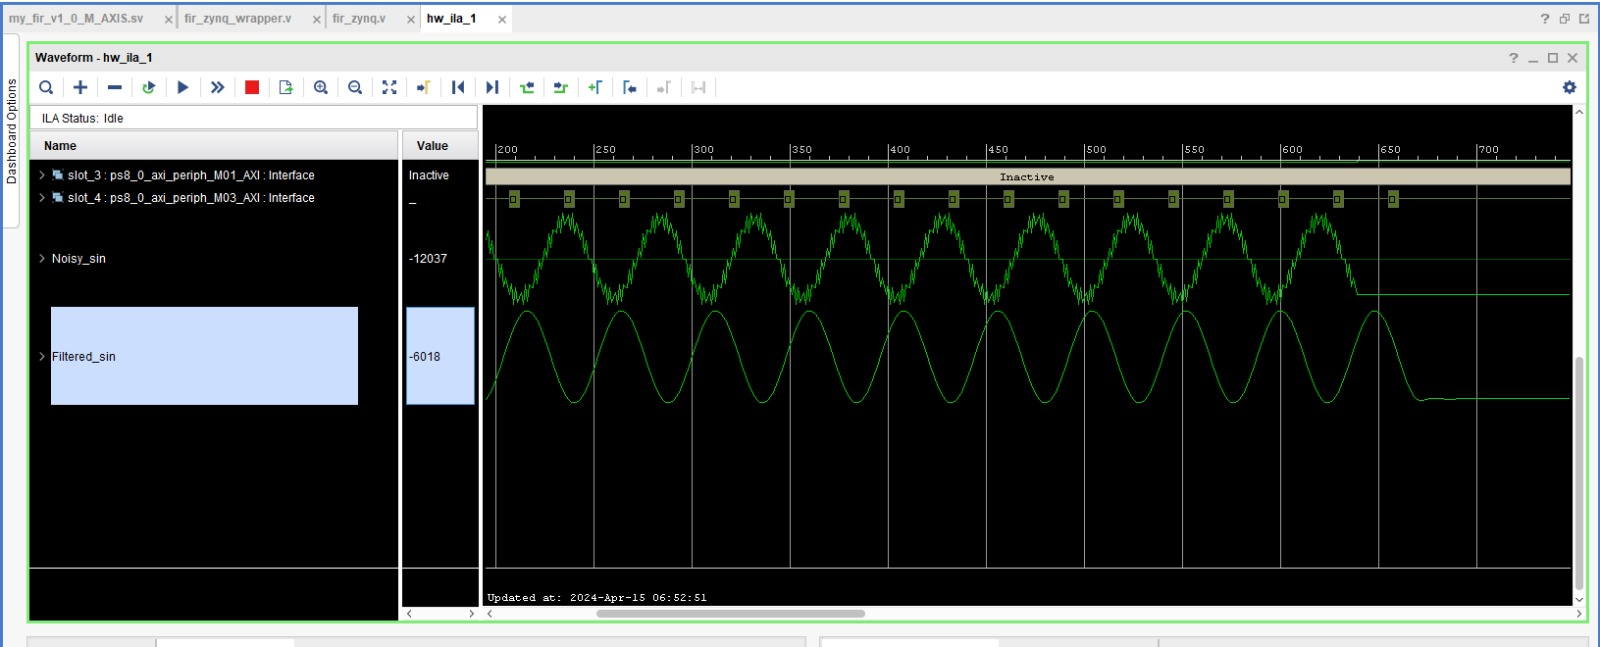 my_fir_v1_0_M_AXIS.sv × fir_zynq_wrapper.v × fir_zynq.v × hw_ila_1 ×
Dashboard Options
Waveform - hw_ila_1
ILA Status: Idle
Name Value
200 250 300 350 400 450 500 550 600 650 700
slot_3 : ps8_0_axi_periph_M01_AXI : Interface Inactive Inactive
slot_4 : ps8_0_axi_periph_M03_AXI : Interface _
Noisy_sin -12037
Filtered_sin -6018
Updated at: 2024-Apr-15 06:52:51